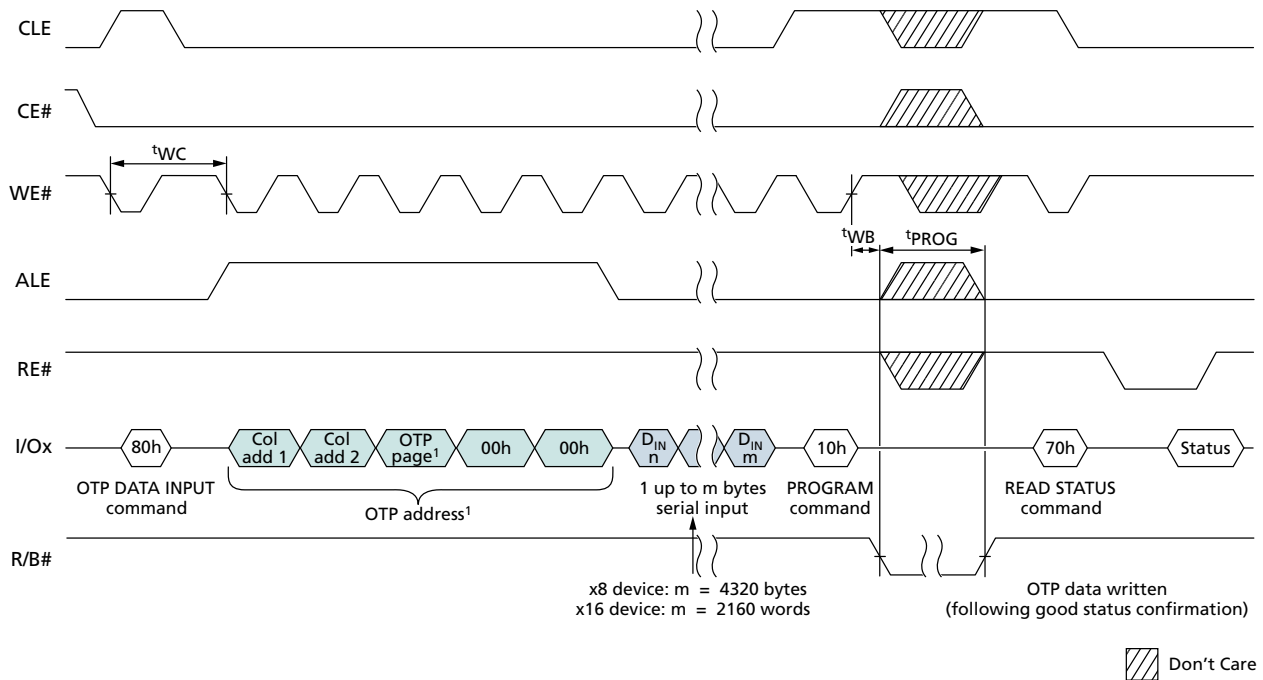 CLE
CE#
tWC
WE#
tWB
tPROG
ALE
RE#
I/Ox
80h
Col
add 1
Col
add 2
OTP
page1
00h
00h
DIN
n
DIN
m
10h
70h
Status
OTP DATA INPUT
command
OTP address1
1 up to m bytes
serial input
PROGRAM
command
READ STATUS
command
R/B#
x8 device: m = 4320 bytes
x16 device: m = 2160 words
OTP data written
(following good status confirmation)
Don't Care